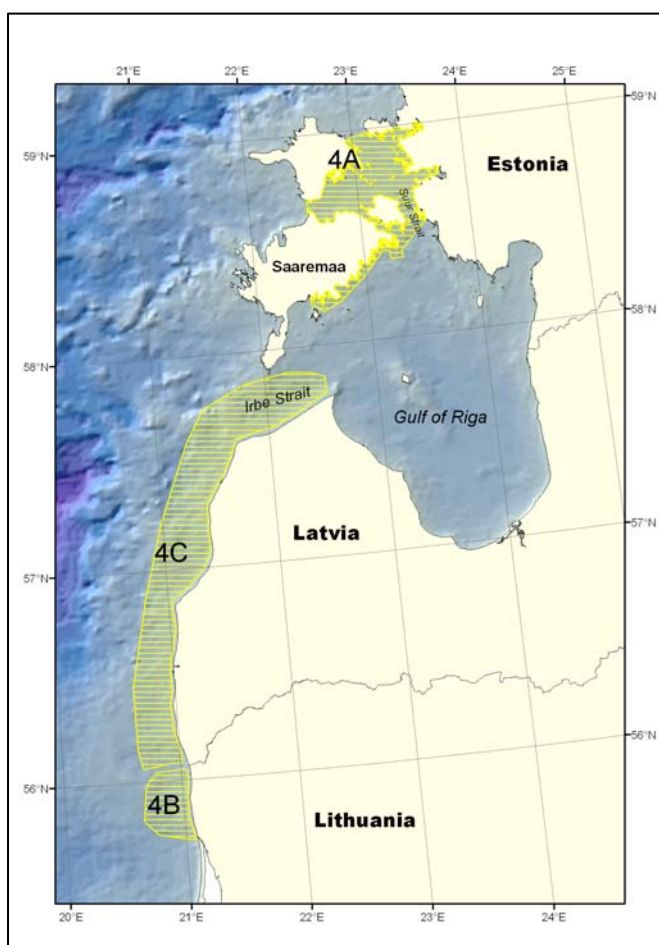 21°E 22°E 23°E 24°E 25°E
59°N
59°N
4A
Estonia
Suur Strait
Saaremaa
58°N
58°N
Irbe Strait
Gulf of Riga
57°N
Latvia
4C
57°N
56°N
56°N
4B
Lithuania
20°E 21°E 22°E 23°E 24°E